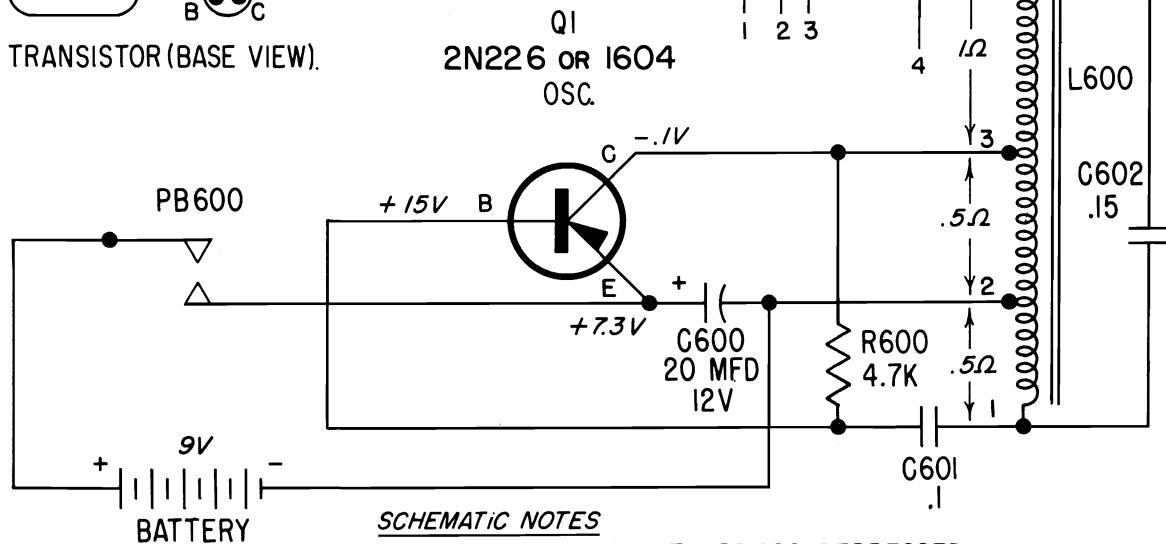 B C
TRANSISTOR (BASE VIEW).
Q1
2N226 OR 1604
OSC.
1 2 3
4
1Ω
L600
C602
.15
3
-.1V
C
PB600
+15V B
.5Ω
E
+
2
+7.3V
C600
20 MFD
12V
R600
4.7K
.5Ω
1
C601
.1
9V
+ -
BATTERY
SCHEMATIC NOTES